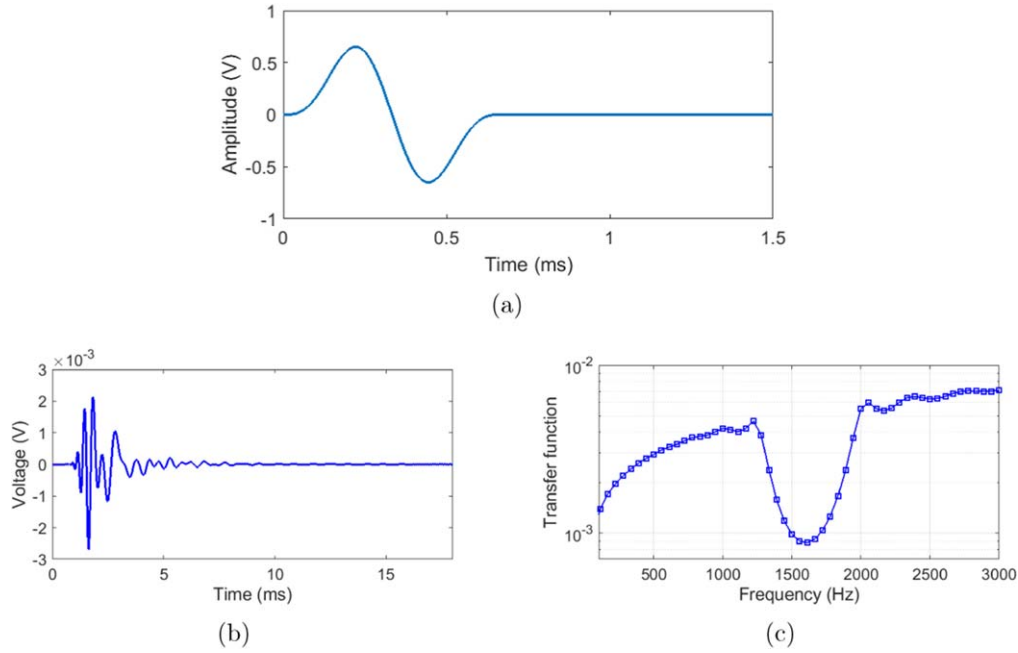 1
0.5
0
-0.5
-1
Amplitude (V)
0 0.5 1 1.5
Time (ms)
(a)
×10⁻³
3
2
1
0
-1
-2
-3
Voltage (V)
0 5 10 15
Time (ms)
(b)
10⁻²
10⁻³
Transfer function
500 1000 1500 2000 2500 3000
Frequency (Hz)
(c)